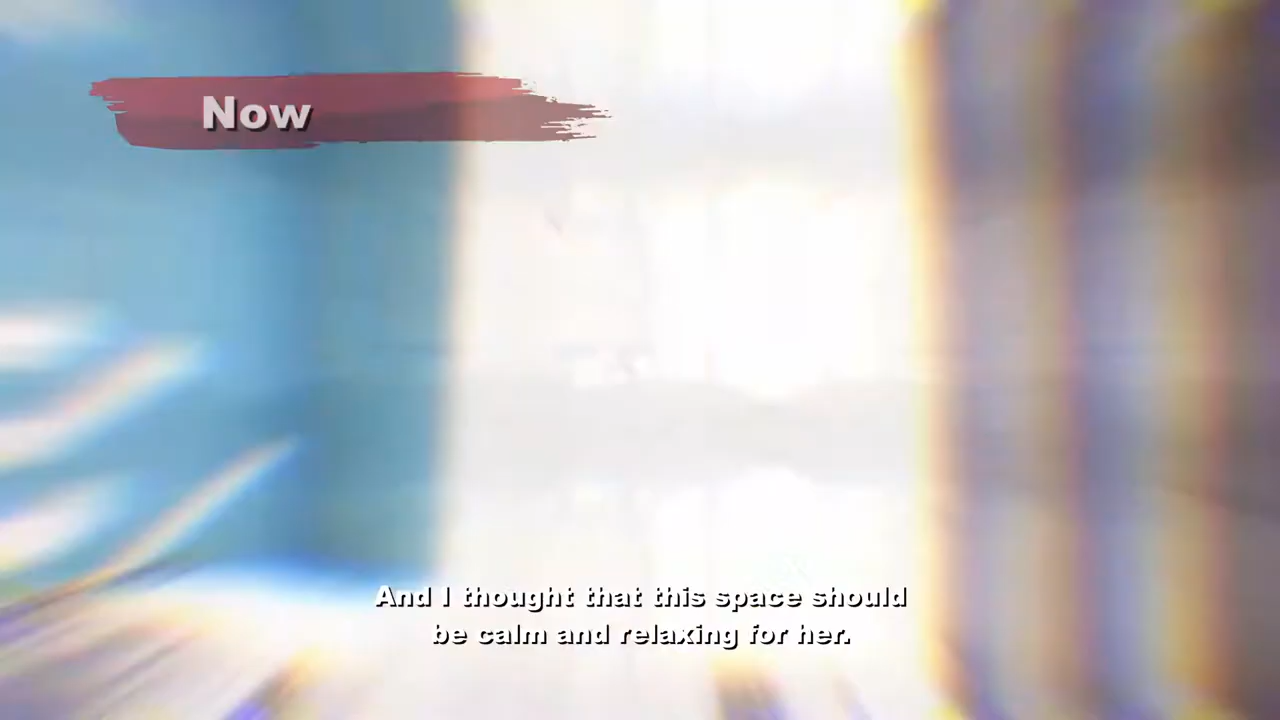 Now
And I thought that this space should
be calm and relaxing for her.